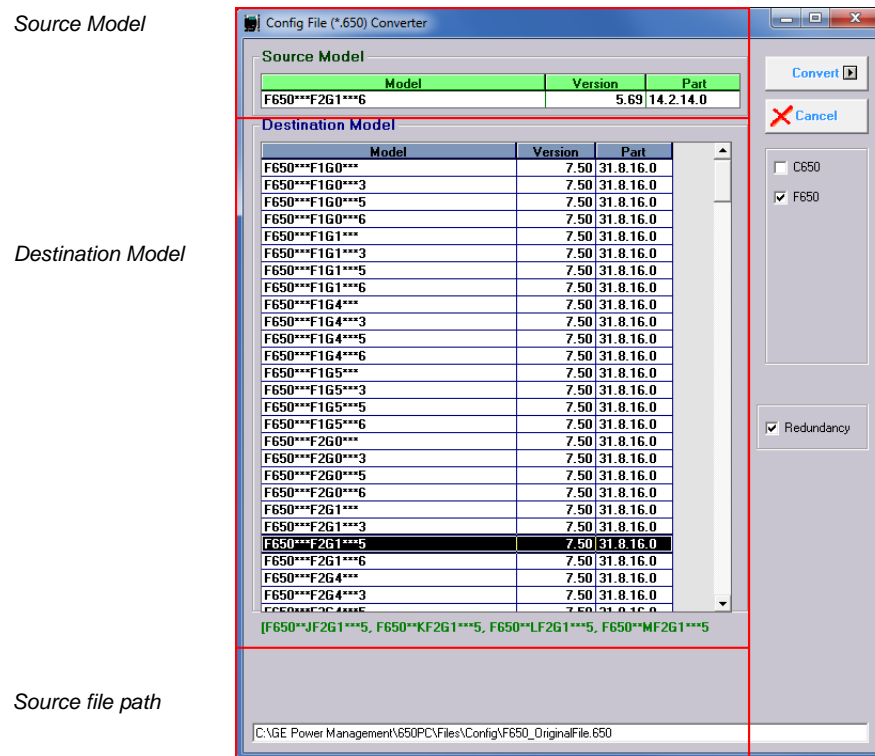 Source Model
Config File (*.650) Converter
Source Model
Model Version Part
F650***F2G1***6 5.69 14.2.14.0
Convert
Cancel
Destination Model
Model Version Part
F650***F1G0*** 7.50 31.8.16.0
F650***F1G0***3 7.50 31.8.16.0
F650***F1G0***5 7.50 31.8.16.0
F650***F1G0***6 7.50 31.8.16.0
F650***F1G1*** 7.50 31.8.16.0
F650***F1G1***3 7.50 31.8.16.0
F650***F1G1***5 7.50 31.8.16.0
F650***F1G1***6 7.50 31.8.16.0
F650***F1G4*** 7.50 31.8.16.0
F650***F1G4***3 7.50 31.8.16.0
F650***F1G4***5 7.50 31.8.16.0
F650***F1G4***6 7.50 31.8.16.0
F650***F1G5*** 7.50 31.8.16.0
F650***F1G5***3 7.50 31.8.16.0
F650***F1G5***5 7.50 31.8.16.0
F650***F1G5***6 7.50 31.8.16.0
F650***F2G0*** 7.50 31.8.16.0
F650***F2G0***3 7.50 31.8.16.0
F650***F2G0***5 7.50 31.8.16.0
F650***F2G0***6 7.50 31.8.16.0
F650***F2G1*** 7.50 31.8.16.0
F650***F2G1***3 7.50 31.8.16.0
F650***F2G1***5 7.50 31.8.16.0
F650***F2G1***6 7.50 31.8.16.0
F650***F2G4*** 7.50 31.8.16.0
F650***F2G4***3 7.50 31.8.16.0
C650
F650
Redundancy
Destination Model
[F650**JF2G1***5, F650**KF2G1***5, F650**LF2G1***5, F650**MF2G1***5
Source file path
C:\GE Power Management\650PC\Files\Config\F650_OriginalFile.650